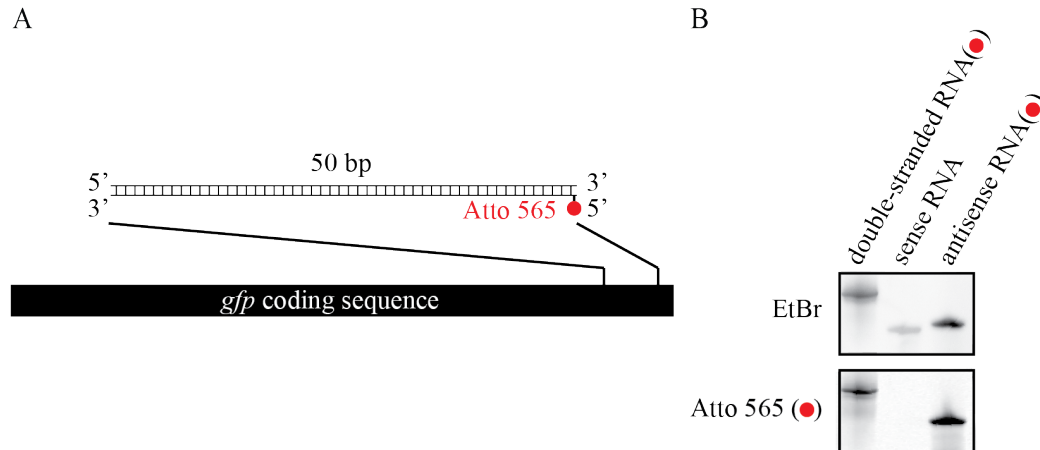 A
50 bp
5’ 3’
3’ Atto 565 5’
gfp coding sequence
B
double-stranded RNA( )
sense RNA
antisense RNA( )
EtBr
Atto 565 ( )